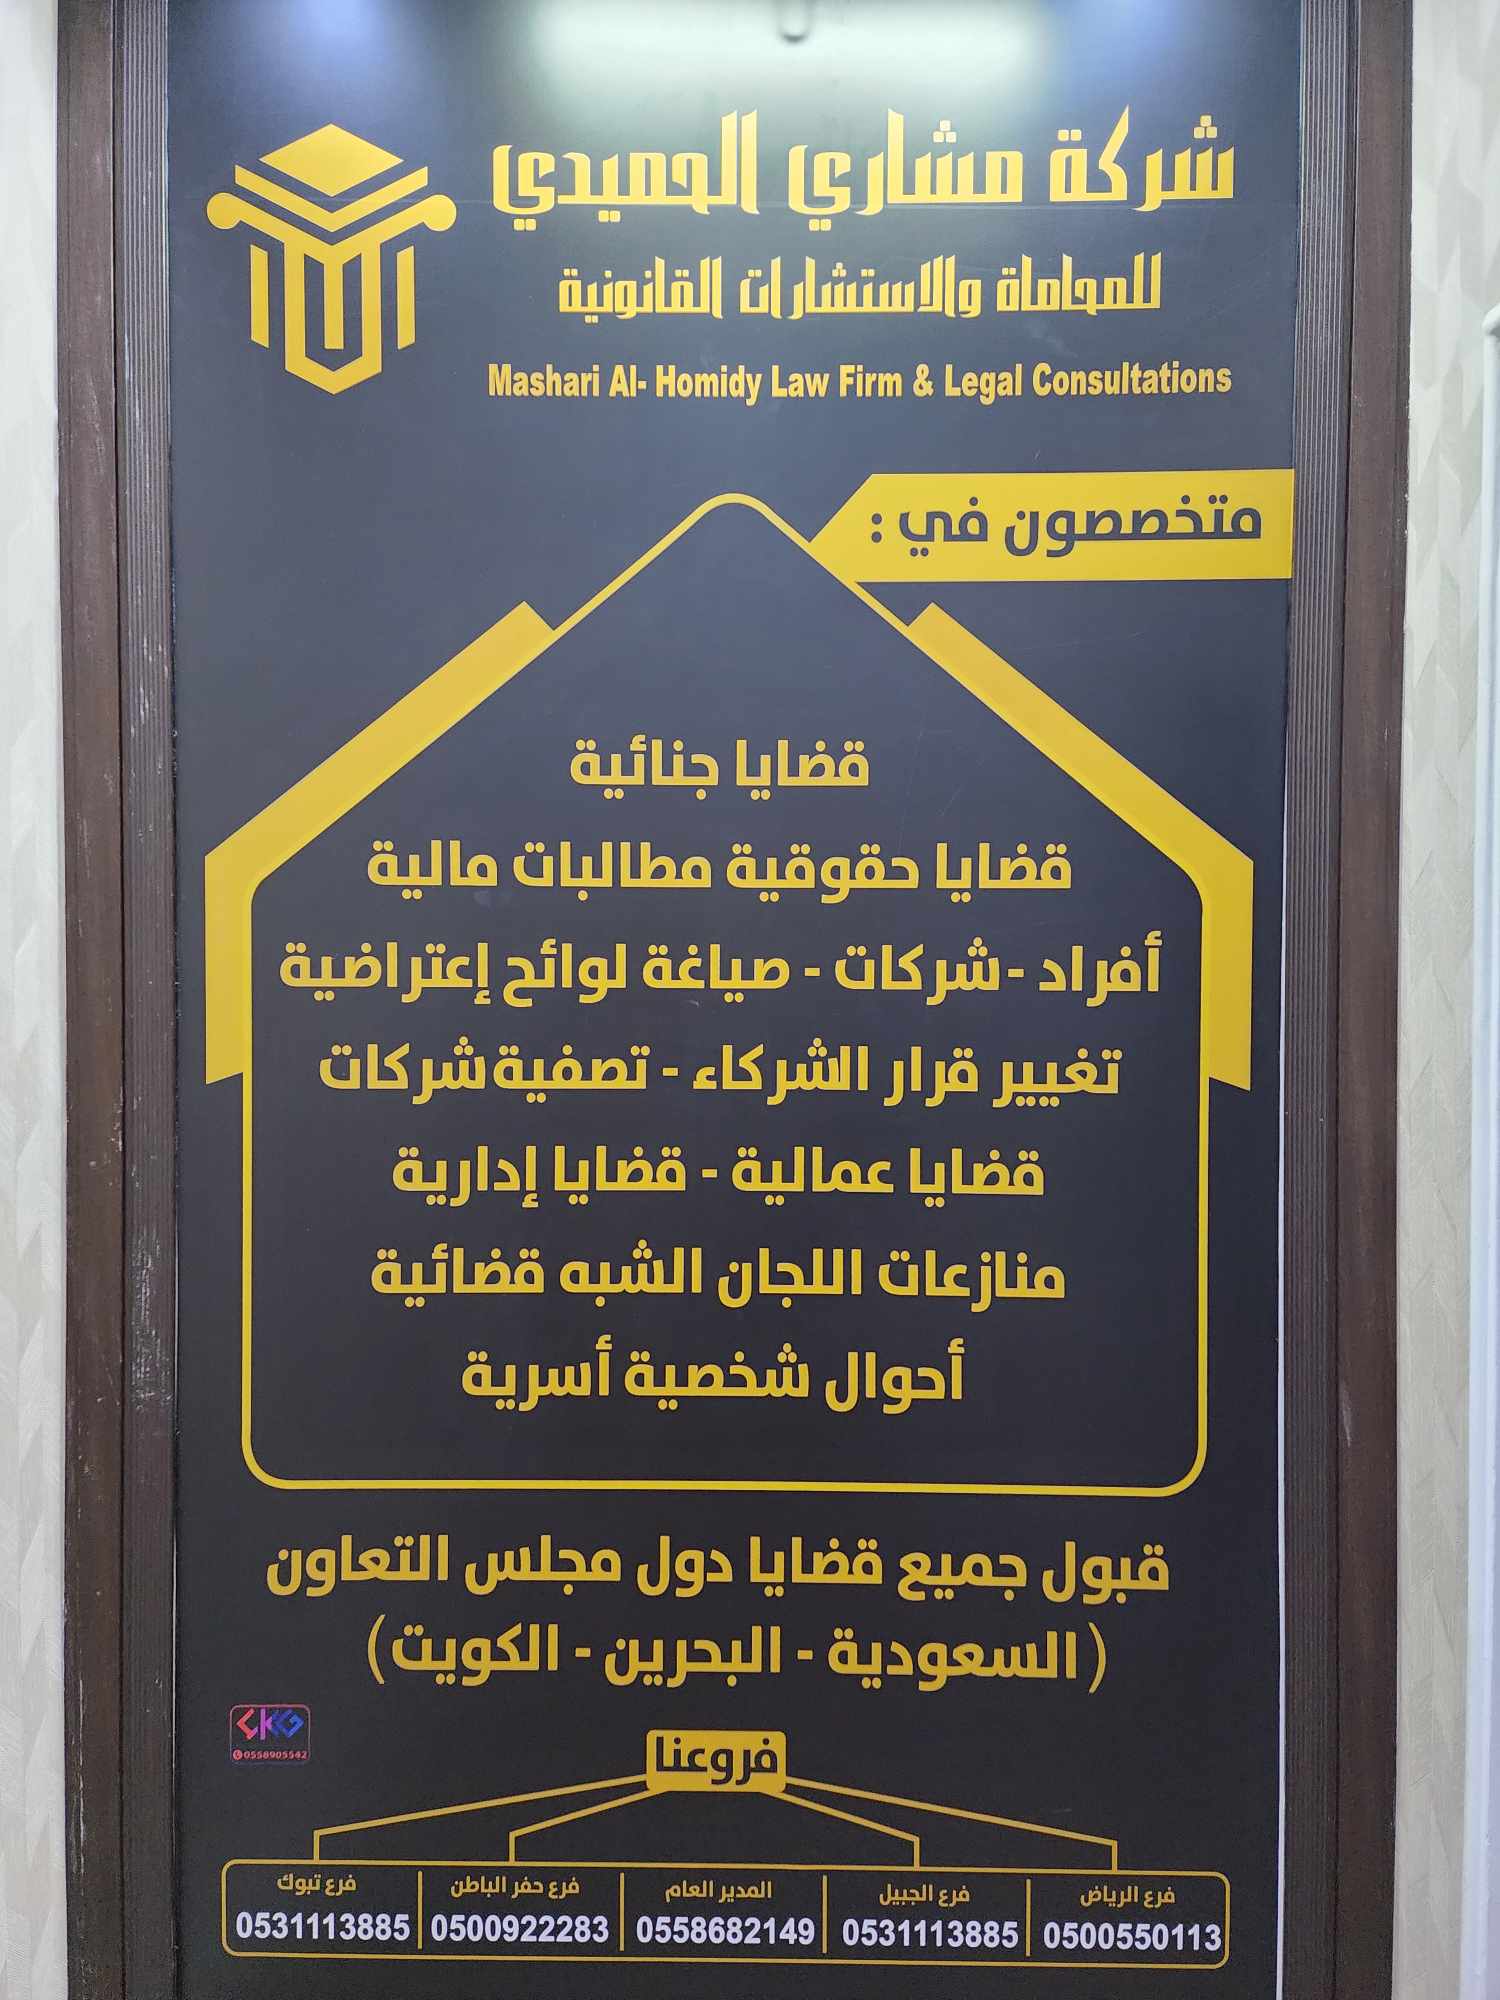 شركة مشاري الحميدي
للمحاماة والاستشارات القانونية
Mashari Al- Homidy Law Firm & Legal Consultations
متخصصون في :
قضايا جنائية
قضايا حقوقية مطالبات مالية
أفراد -شركات - صياغة لوائح إعتراضية
تغيير قرار الشركاء - تصفية شركات
قضايا عمالية - قضايا إدارية
منازعات اللجان الشبه قضائية
أحوال شخصية أسرية
قبول جميع قضايا دول مجلس التعاون
(السعودية - البحرين - الكويت)
0558905542
فروعنا
فرع الرياض
0500550113
فرع الجبيل
0531113885
المدير العام
0558682149
فرع حفر الباطن
0500922283
فرع تبوك
0531113885